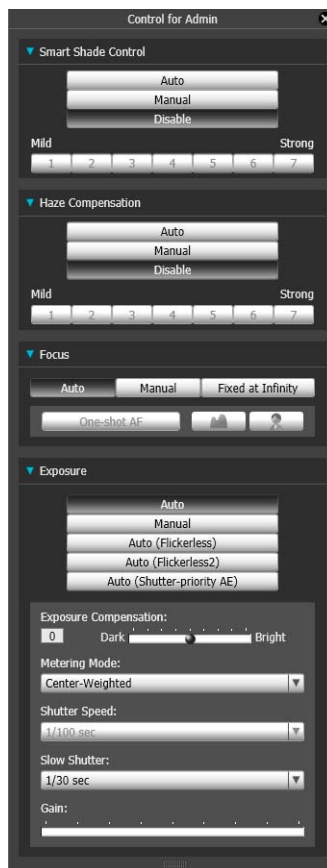 Control for Admin
Smart Shade Control
Auto
Manual
Disable
Mild Strong
1 2 3 4 5 6 7
Haze Compensation
Auto
Manual
Disable
Mild Strong
1 2 3 4 5 6 7
Focus
Auto Manual Fixed at Infinity
One-shot AF
Exposure
Auto
Manual
Auto (Flickerless)
Auto (Flickerless2)
Auto (Shutter-priority AE)
Exposure Compensation:
0 Dark Bright
Metering Mode:
Center-Weighted
Shutter Speed:
1/100 sec
Slow Shutter:
1/30 sec
Gain: